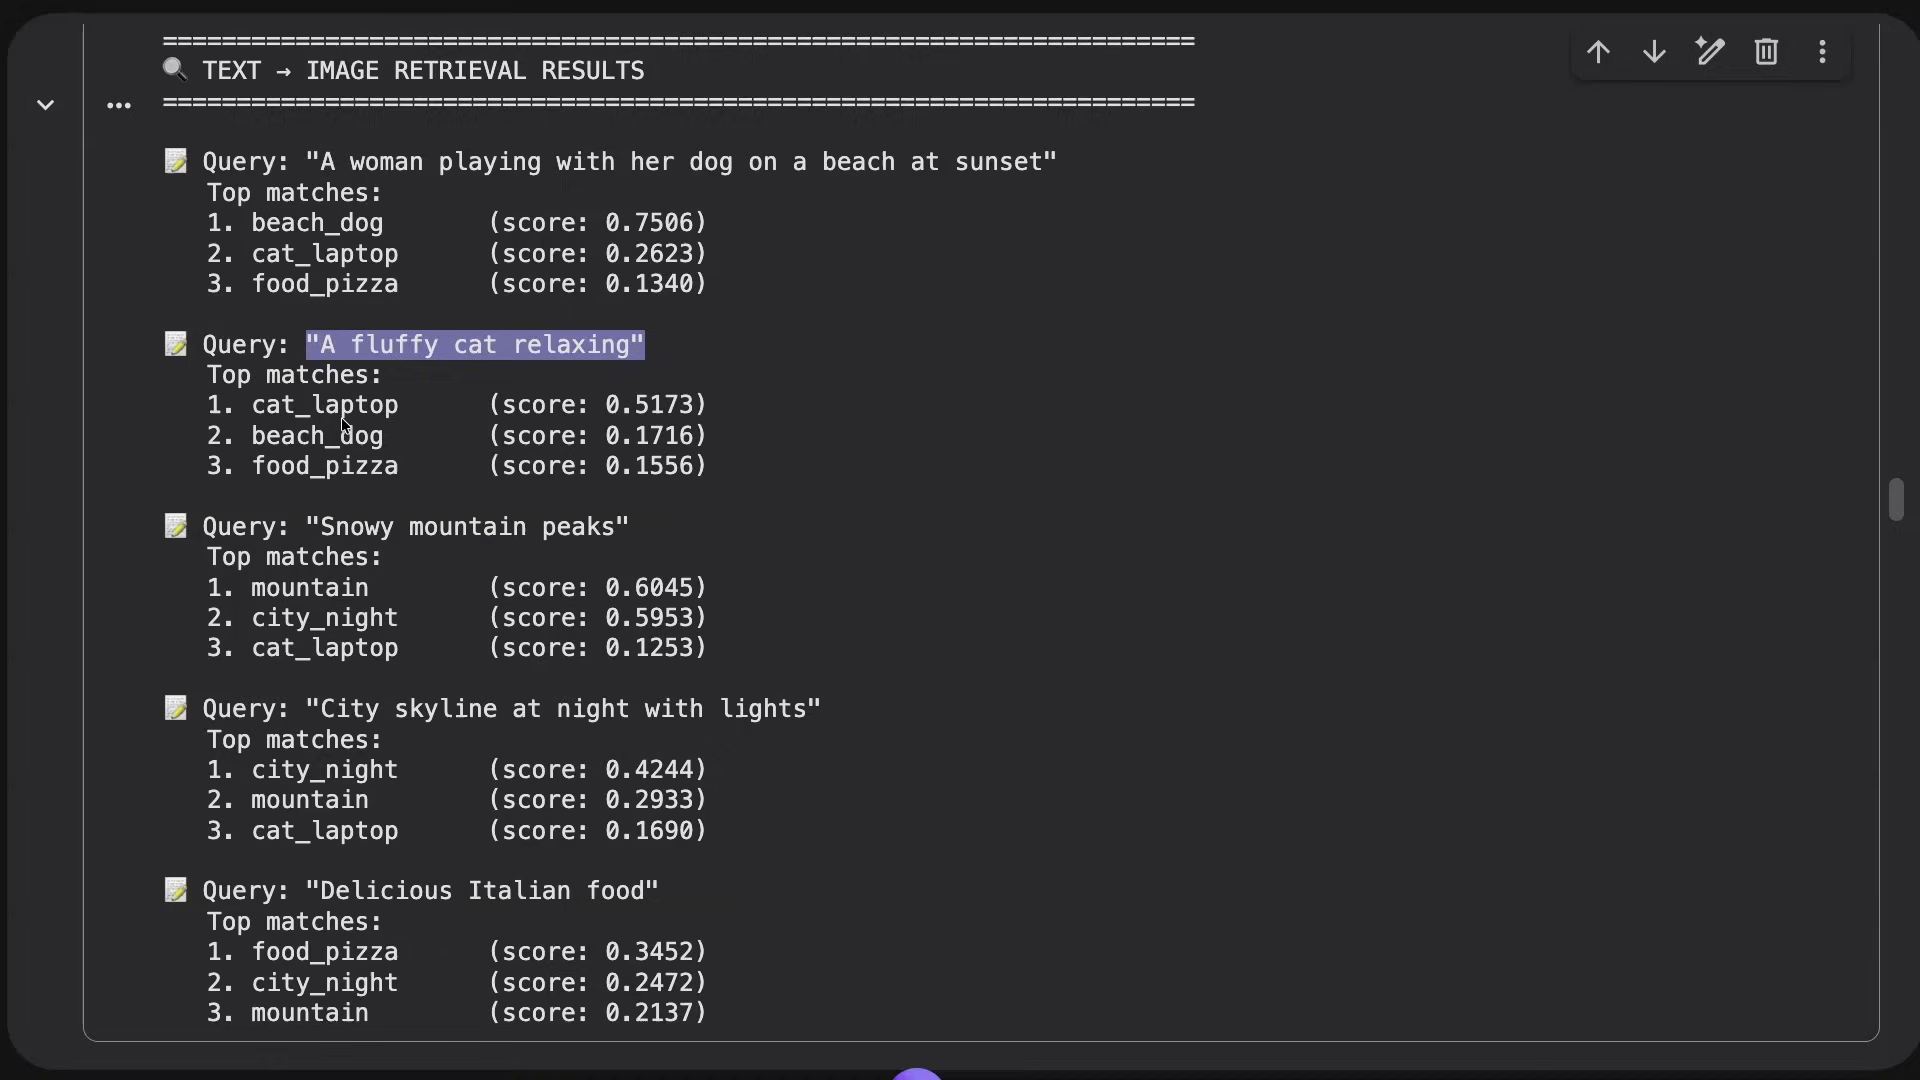 ======================================================================
🔍 TEXT → IMAGE RETRIEVAL RESULTS
======================================================================
📝 Query: "A woman playing with her dog on a beach at sunset"
Top matches:
1. beach_dog (score: 0.7506)
2. cat_laptop (score: 0.2623)
3. food_pizza (score: 0.1340)
📝 Query: "A fluffy cat relaxing"
Top matches:
1. cat_laptop (score: 0.5173)
2. beach_dog (score: 0.1716)
3. food_pizza (score: 0.1556)
📝 Query: "Snowy mountain peaks"
Top matches:
1. mountain (score: 0.6045)
2. city_night (score: 0.5953)
3. cat_laptop (score: 0.1253)
📝 Query: "City skyline at night with lights"
Top matches:
1. city_night (score: 0.4244)
2. mountain (score: 0.2933)
3. cat_laptop (score: 0.1690)
📝 Query: "Delicious Italian food"
Top matches:
1. food_pizza (score: 0.3452)
2. city_night (score: 0.2472)
3. mountain (score: 0.2137)